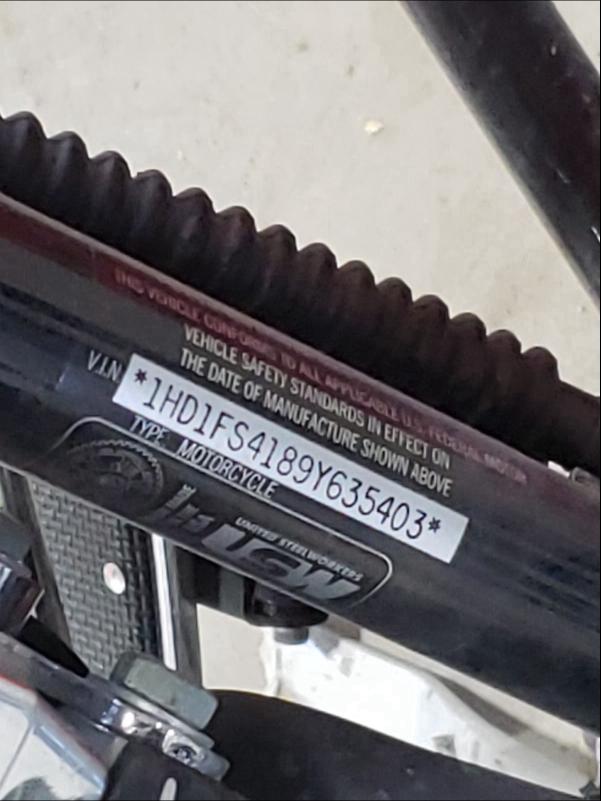 THIS VEHICLE CONFORMS TO ALL APPLICABLE U.S. FEDERAL MOTOR
VEHICLE SAFETY STANDARDS IN EFFECT ON
THE DATE OF MANUFACTURE SHOWN ABOVE
V.I.N
*1HD1FS4189Y635403*
TYPE MOTORCYCLE
UNITED STEELWORKERS
USW